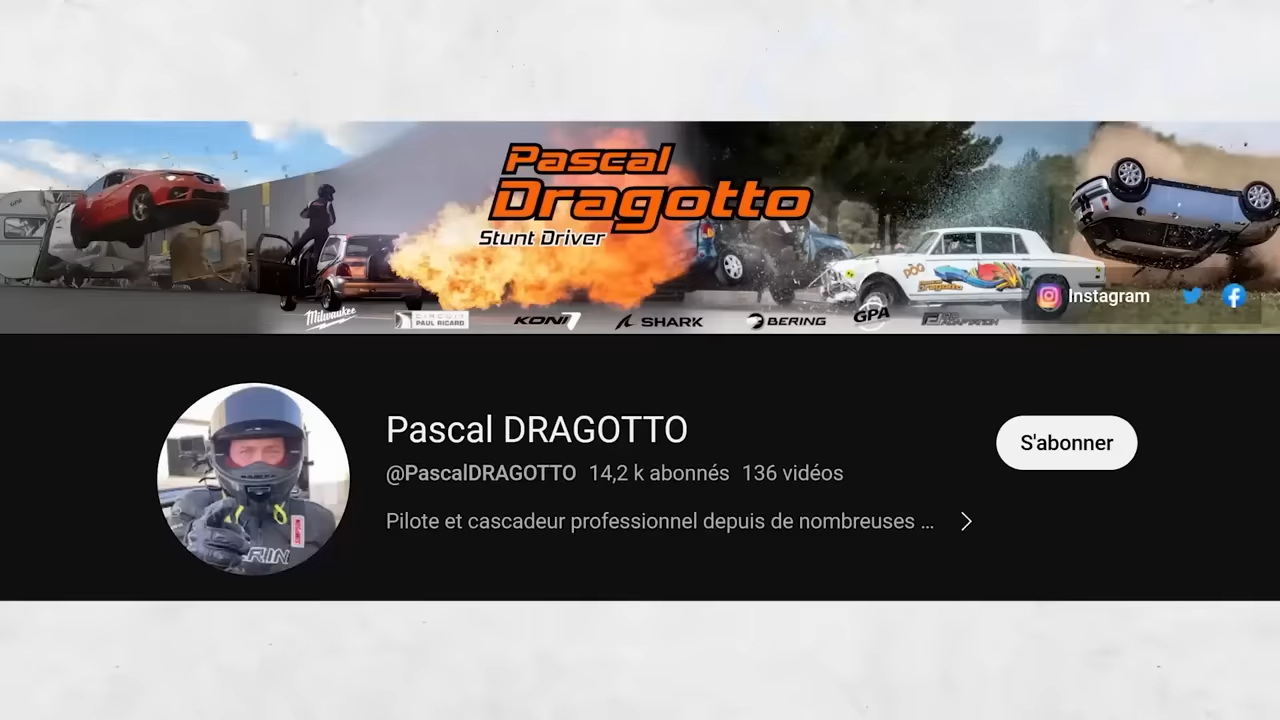 Pascal
Dragotto
Stunt Driver
Instagram
Milwaukee
CIRCUIT
PAUL RICARD
KONI
SHARK
BERING
GPA
Pascal DRAGOTTO
@PascalDRAGOTTO 14,2 k abonnés 136 vidéos
S'abonner
Pilote et cascadeur professionnel depuis de nombreuses ...